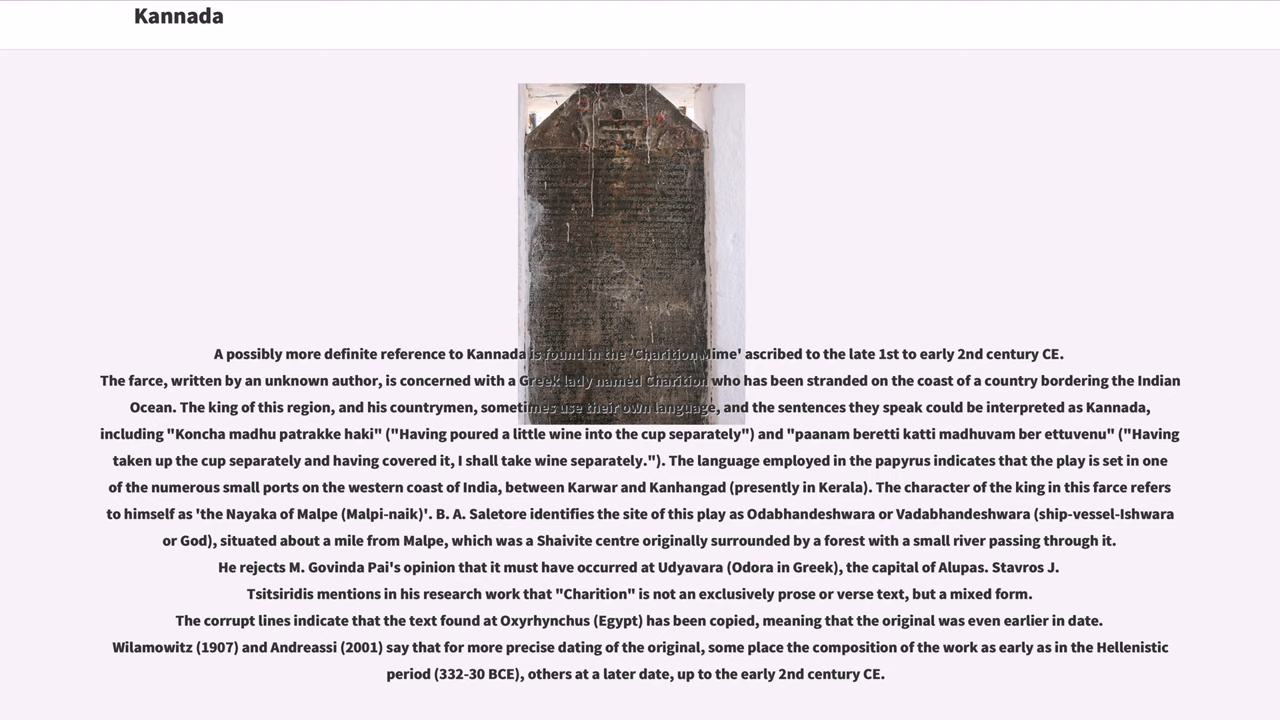 Kannada
A possibly more definite reference to Kannada is found in the 'Charition Mime' ascribed to the late 1st to early 2nd century CE.
The farce, written by an unknown author, is concerned with a Greek lady named Charition who has been stranded on the coast of a country bordering the Indian
Ocean. The king of this region, and his countrymen, sometimes use their own language, and the sentences they speak could be interpreted as Kannada,
including "Koncha madhu patrakke haki" ("Having poured a little wine into the cup separately") and "paanam beretti katti madhuvam ber ettuvenu" ("Having
taken up the cup separately and having covered it, I shall take wine separately."). The language employed in the papyrus indicates that the play is set in one
of the numerous small ports on the western coast of India, between Karwar and Kanhangad (presently in Kerala). The character of the king in this farce refers
to himself as 'the Nayaka of Malpe (Malpi-naik)'. B. A. Saletore identifies the site of this play as Odabhandeshwara or Vadabhandeshwara (ship-vessel-Ishwara
or God), situated about a mile from Malpe, which was a Shaivite centre originally surrounded by a forest with a small river passing through it.
He rejects M. Govinda Pai's opinion that it must have occurred at Udyavara (Odora in Greek), the capital of Alupas. Stavros J.
Tsitsiridis mentions in his research work that "Charition" is not an exclusively prose or verse text, but a mixed form.
The corrupt lines indicate that the text found at Oxyrhynchus (Egypt) has been copied, meaning that the original was even earlier in date.
Wilamowitz (1907) and Andreassi (2001) say that for more precise dating of the original, some place the composition of the work as early as in the Hellenistic
period (332-30 BCE), others at a later date, up to the early 2nd century CE.